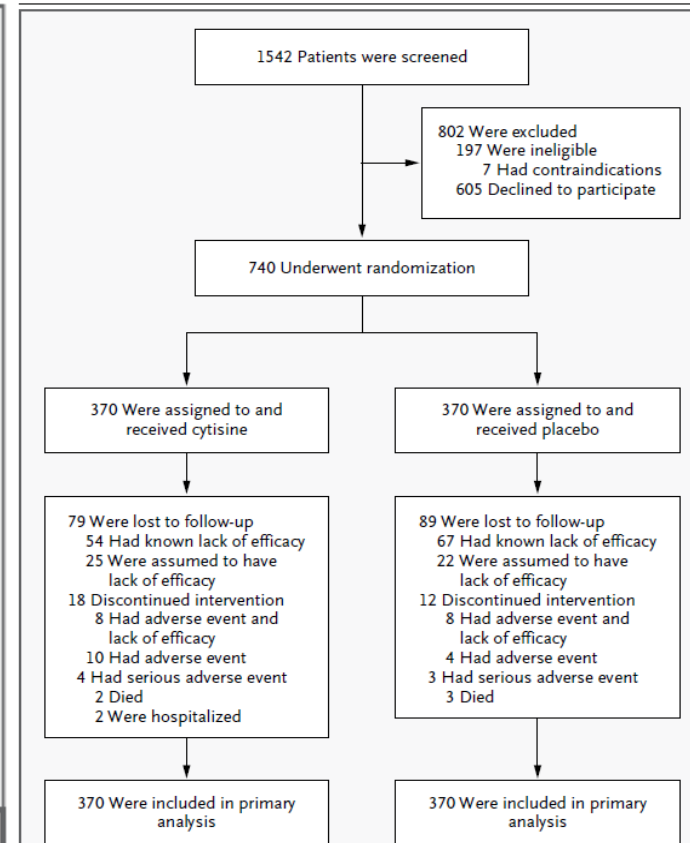 1542 Patients were screened
802 Were excluded
197 Were ineligible
7 Had contraindications
605 Declined to participate
740 Underwent randomization
370 Were assigned to and
received cytisine
370 Were assigned to and
received placebo
79 Were lost to follow-up
54 Had known lack of efficacy
25 Were assumed to have
lack of efficacy
18 Discontinued intervention
8 Had adverse event and
lack of efficacy
10 Had adverse event
4 Had serious adverse event
2 Died
2 Were hospitalized
89 Were lost to follow-up
67 Had known lack of efficacy
22 Were assumed to have
lack of efficacy
12 Discontinued intervention
8 Had adverse event and
lack of efficacy
4 Had adverse event
3 Had serious adverse event
3 Died
370 Were included in primary
analysis
370 Were included in primary
analysis